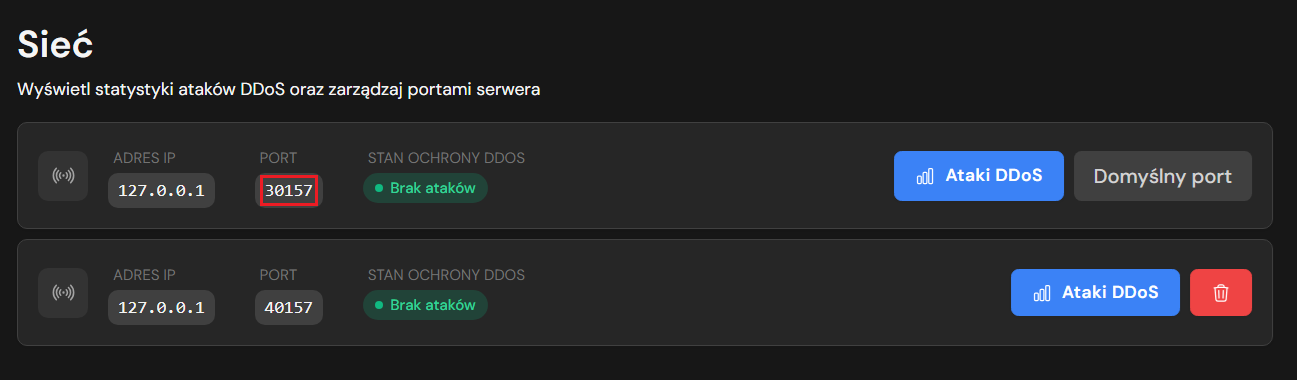 Sieć
Wyświetl statystyki ataków DDoS oraz zarządzaj portami serwera
ADRES IP PORT STAN OCHRONY DDOS
127.0.0.1 30157 Brak ataków Ataki DDoS Domyślny port
ADRES IP PORT STAN OCHRONY DDOS
127.0.0.1 40157 Brak ataków Ataki DDoS